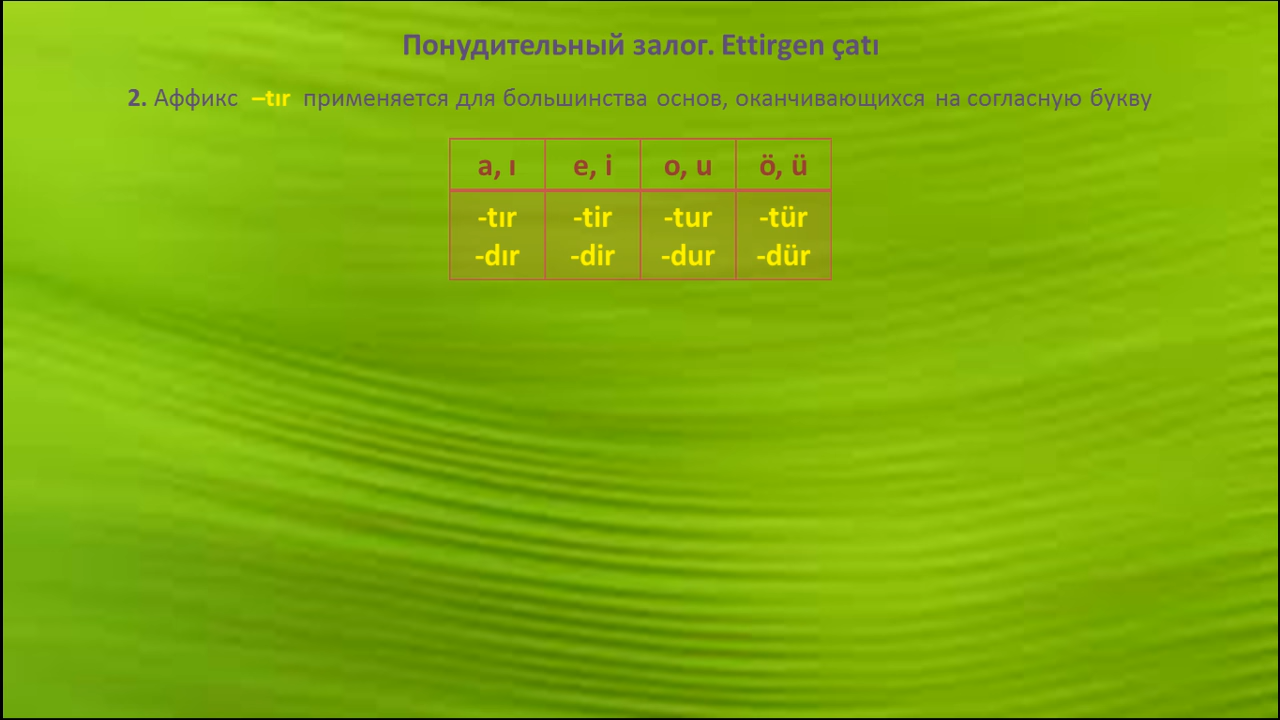 Понудительный залог. Ettirgen çatı
2. Аффикс –tır применяется для большинства основ, оканчивающихся на согласную букву
a, ı e, i o, u ö, ü
-tır -tir -tur -tür
-dır -dir -dur -dür